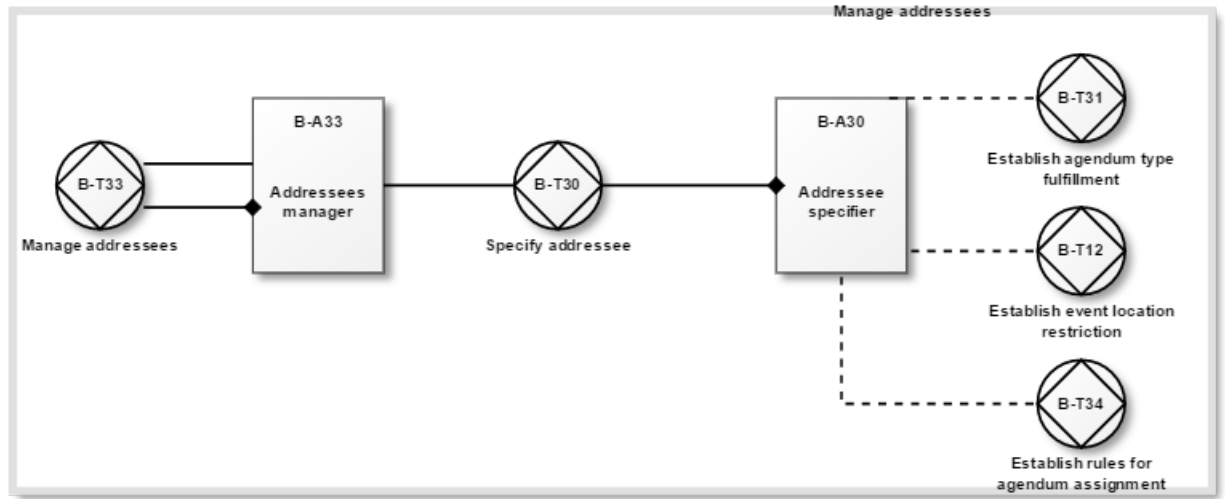 Manage addressees
B-T33
Manage addressees
B-A33
Addressees
manager
B-T30
Specify addressee
B-A30
Addressee
specifier
B-T31
Establish agendum type
fulfillment
B-T12
Establish event location
restriction
B-T34
Establish rules for
agendum assignment